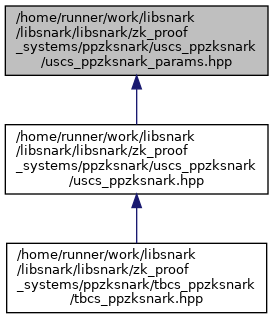 /home/runner/work/libsnark
/libsnark/libsnark/zk_proof
_systems/ppzksnark/uscs_ppzksnark
/uscs_ppzksnark_params.hpp
/home/runner/work/libsnark
/libsnark/libsnark/zk_proof
_systems/ppzksnark/uscs_ppzksnark
/uscs_ppzksnark.hpp
/home/runner/work/libsnark
/libsnark/libsnark/zk_proof
_systems/ppzksnark/tbcs_ppzksnark
/tbcs_ppzksnark.hpp